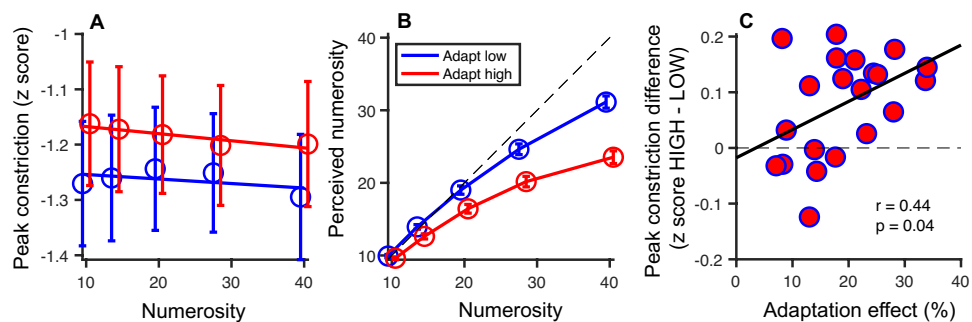 A
Peak constriction (z score)
-1
-1.1
-1.2
-1.3
-1.4
10
20
30
40
Numerosity
B
Perceived numerosity
40
30
20
10
Adapt low
Adapt high
10
20
30
40
Numerosity
C
Peak constriction difference
(z score HIGH - LOW)
0.2
0.1
0
-0.1
-0.2
r = 0.44
p = 0.04
0
10
20
30
40
Adaptation effect (%)